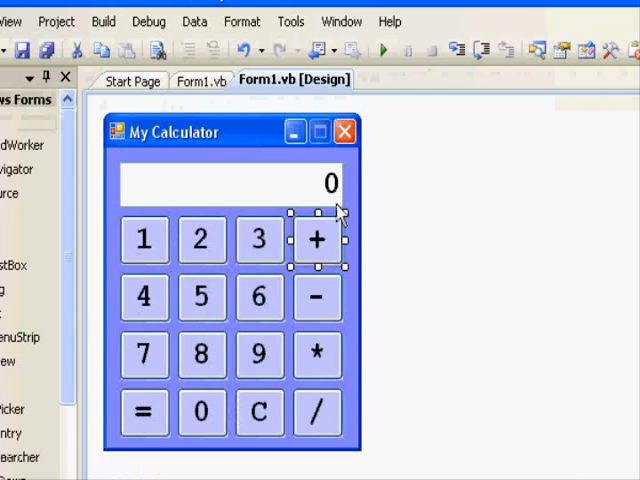 View Project Build Debug Data Format Tools Window Help
Start Page Form1.vb Form1.vb [Design]
ws Forms
My Calculator
0
1 2 3 +
4 5 6 -
7 8 9 *
= 0 C /
dWorker
vigator
urce
stBox
g
enuStrip
ew
Picker
ntry
earcher